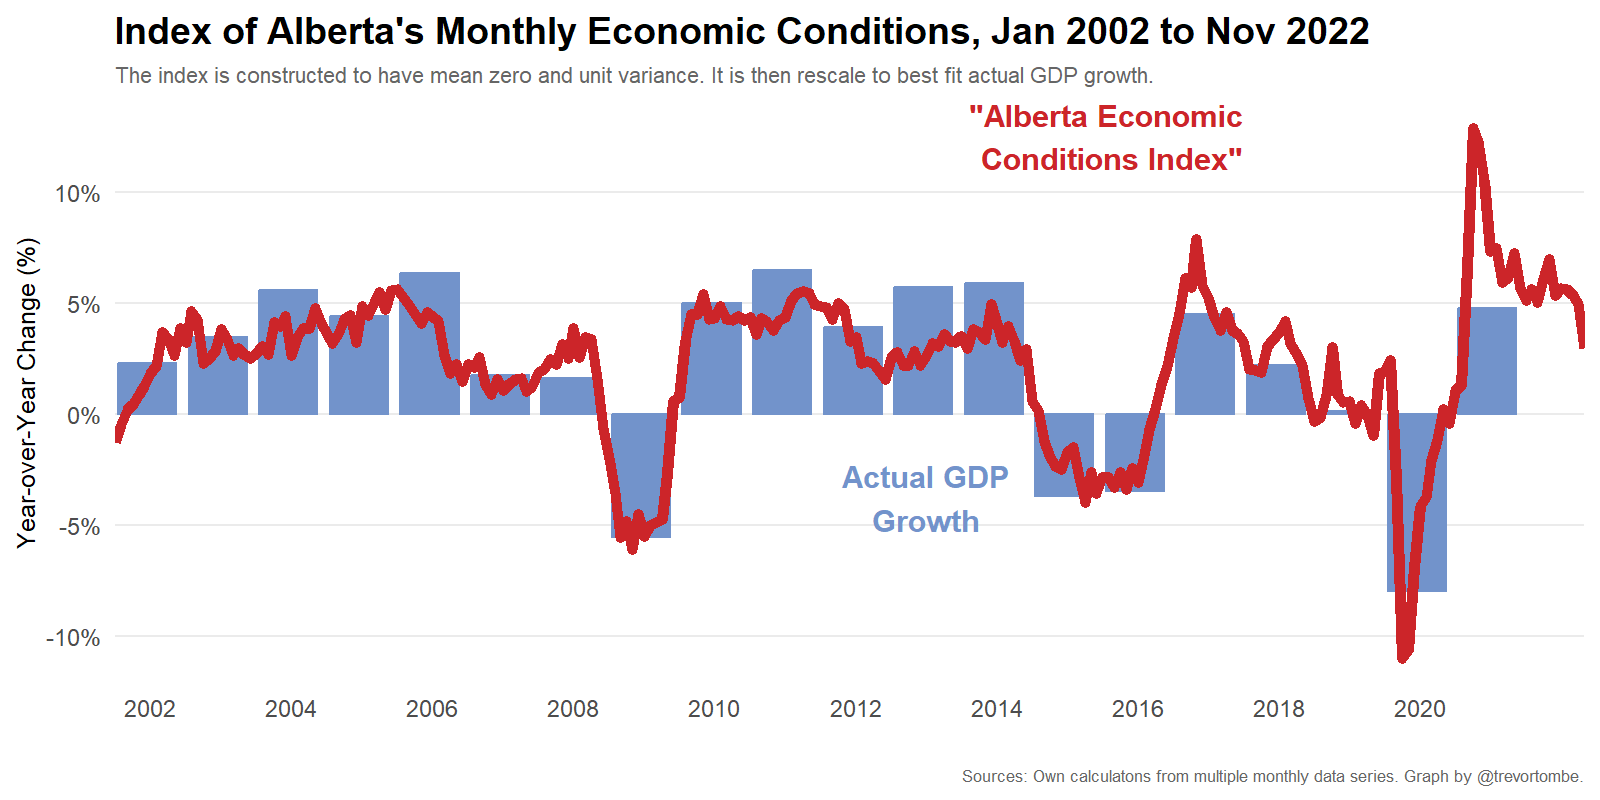 Index of Alberta's Monthly Economic Conditions, Jan 2002 to Nov 2022
The index is constructed to have mean zero and unit variance. It is then rescale to best fit actual GDP growth.
"Alberta Economic
Conditions Index"
10%
5%
0%
-5%
-10%
Year-over-Year Change (%)
Actual GDP
Growth
2002 2004 2006 2008 2010 2012 2014 2016 2018 2020
Sources: Own calculatons from multiple monthly data series. Graph by @trevortombe.